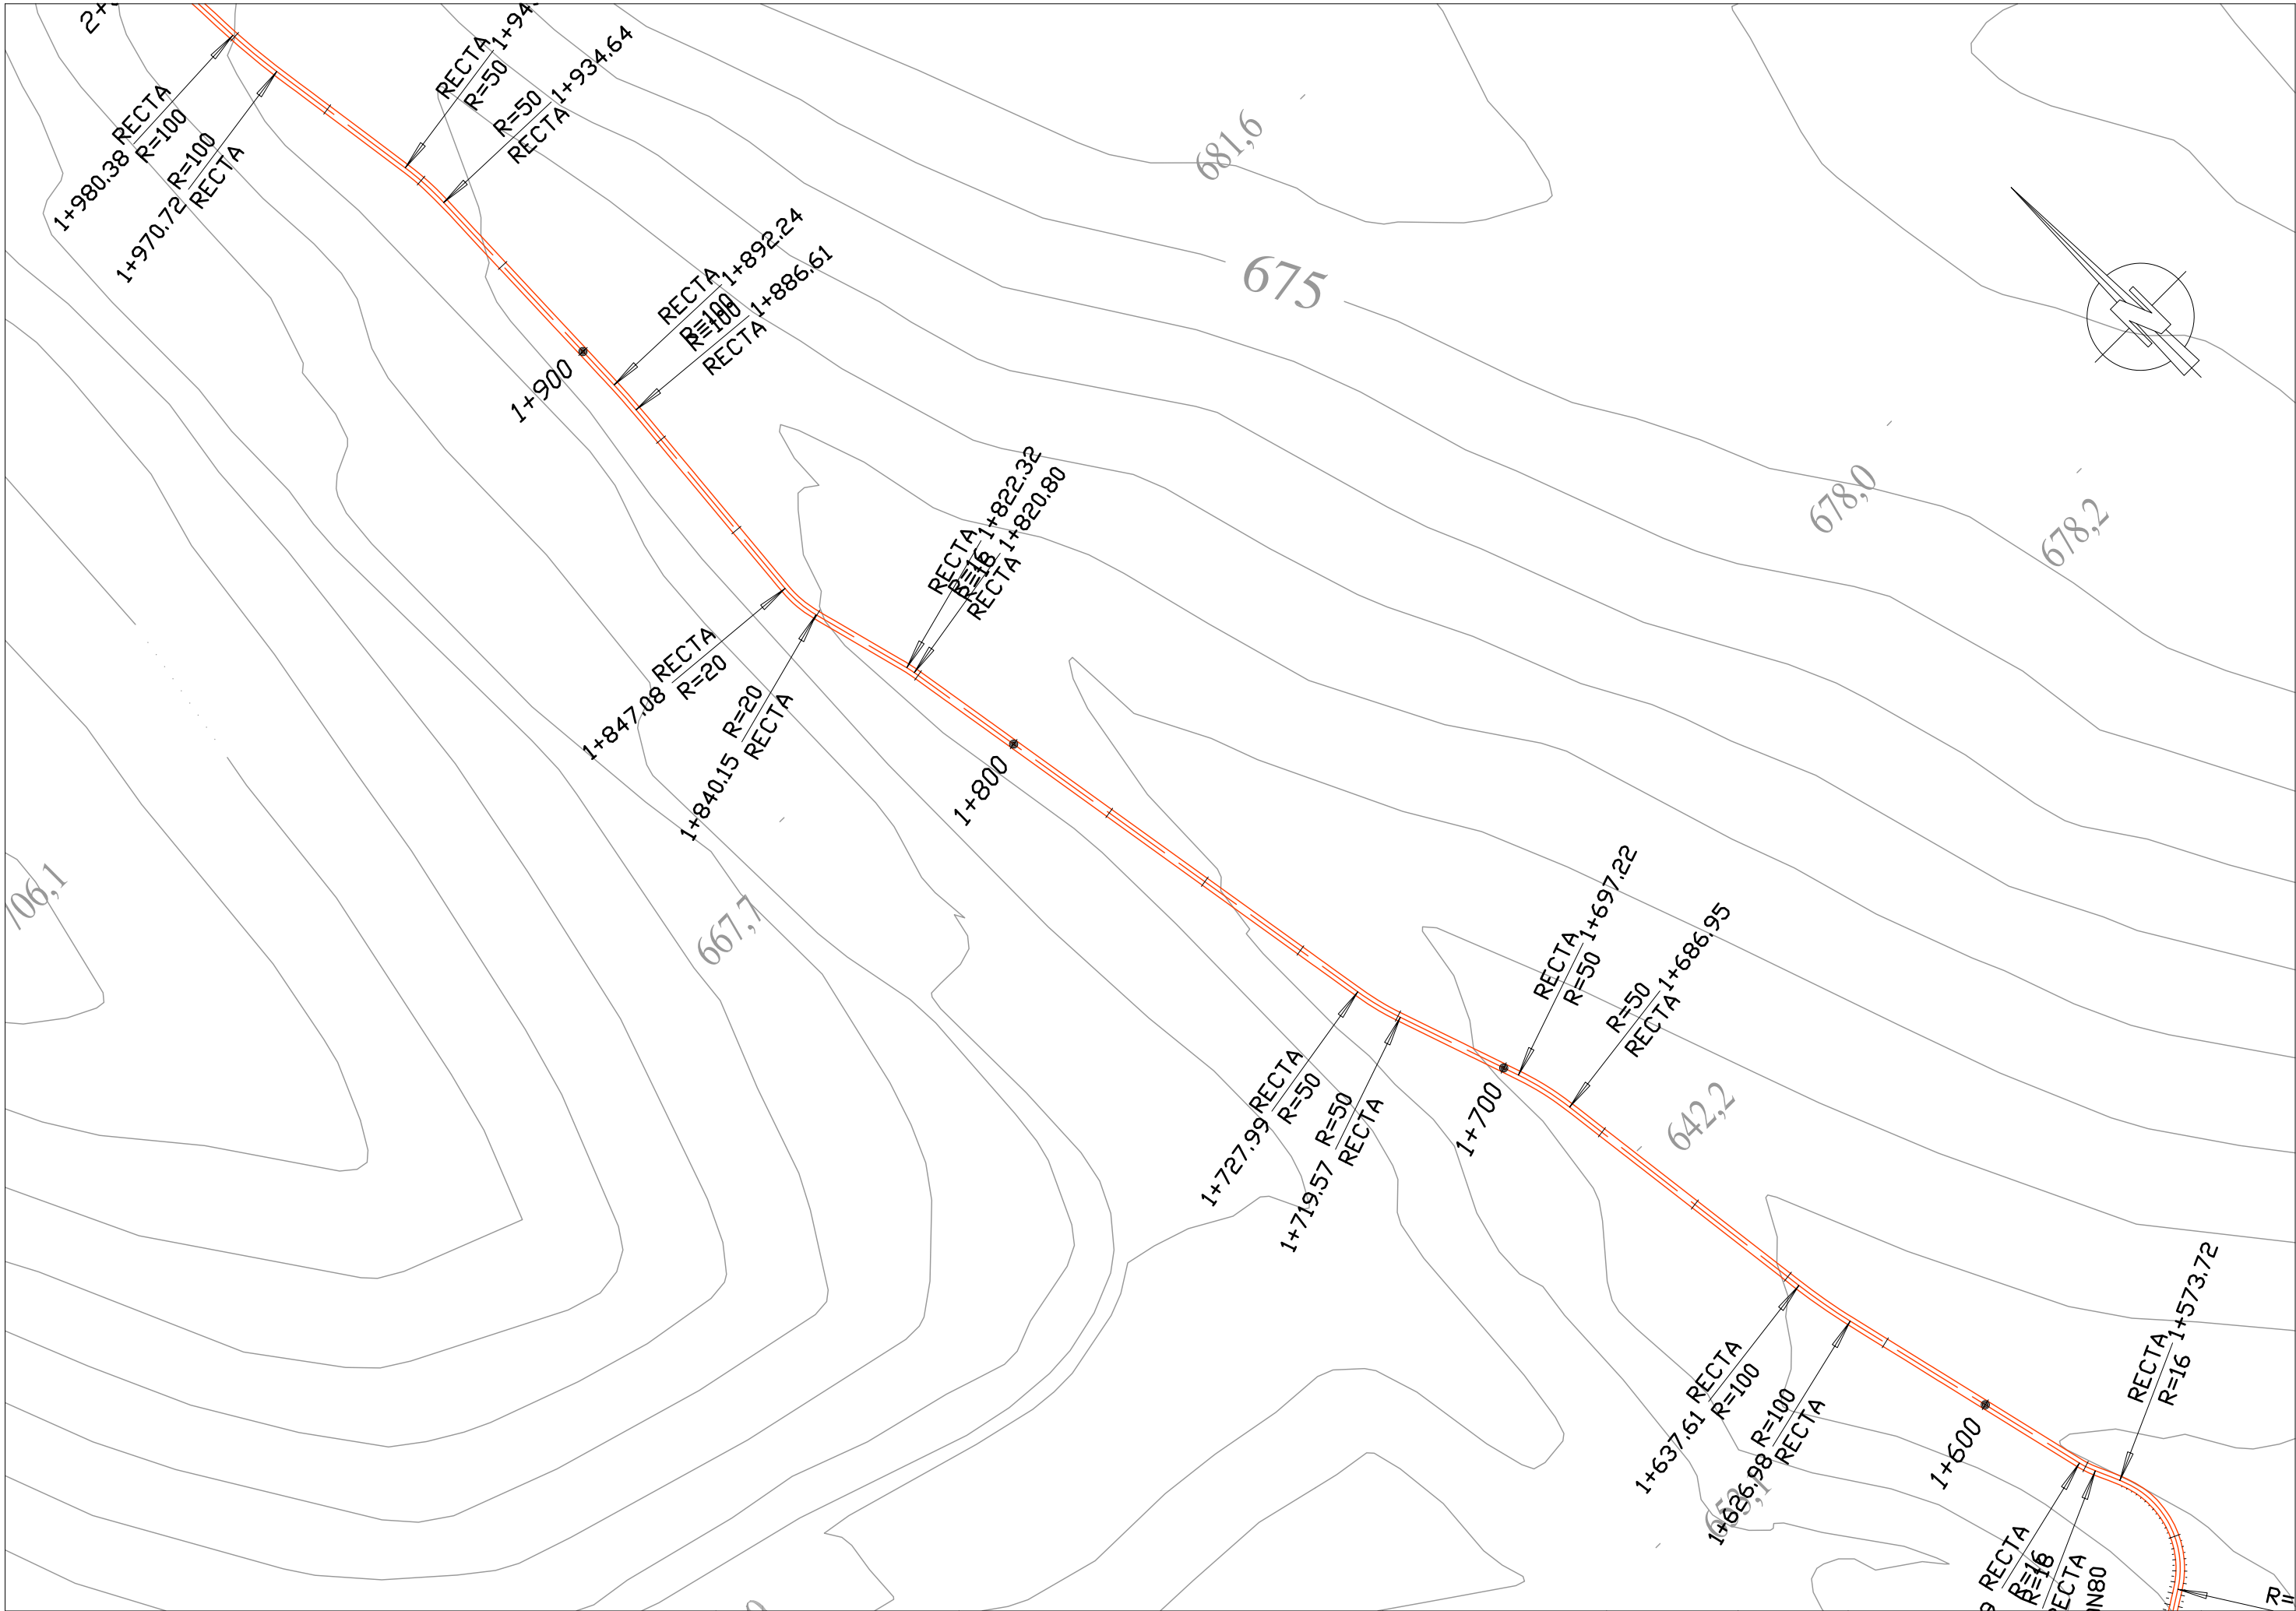 1+980.38
RECTA
R=100
1+970.72
R=100
RECTA
RECTA
R=50
R=50
1+934.64
RECTA
681,6
675
RECTA
1+892.24
R=100
R=100
1+886.61
RECTA
1+900
N
678,0
678,2
RECTA
1+822.32
R=16
1+820.80
RECTA
1+847.08
RECTA
R=20
1+840.15
R=20
RECTA
1+800
667,7
706,1
RECTA
1+697.22
R=50
R=50
1+686.95
RECTA
1+727.99
RECTA
R=50
1+719.57
R=50
RECTA
1+700
642,2
1+637.61
RECTA
R=100
1+626.98
R=100
RECTA
1+600
RECTA
1+573.72
R=16
RECTA
R=16
RECTA